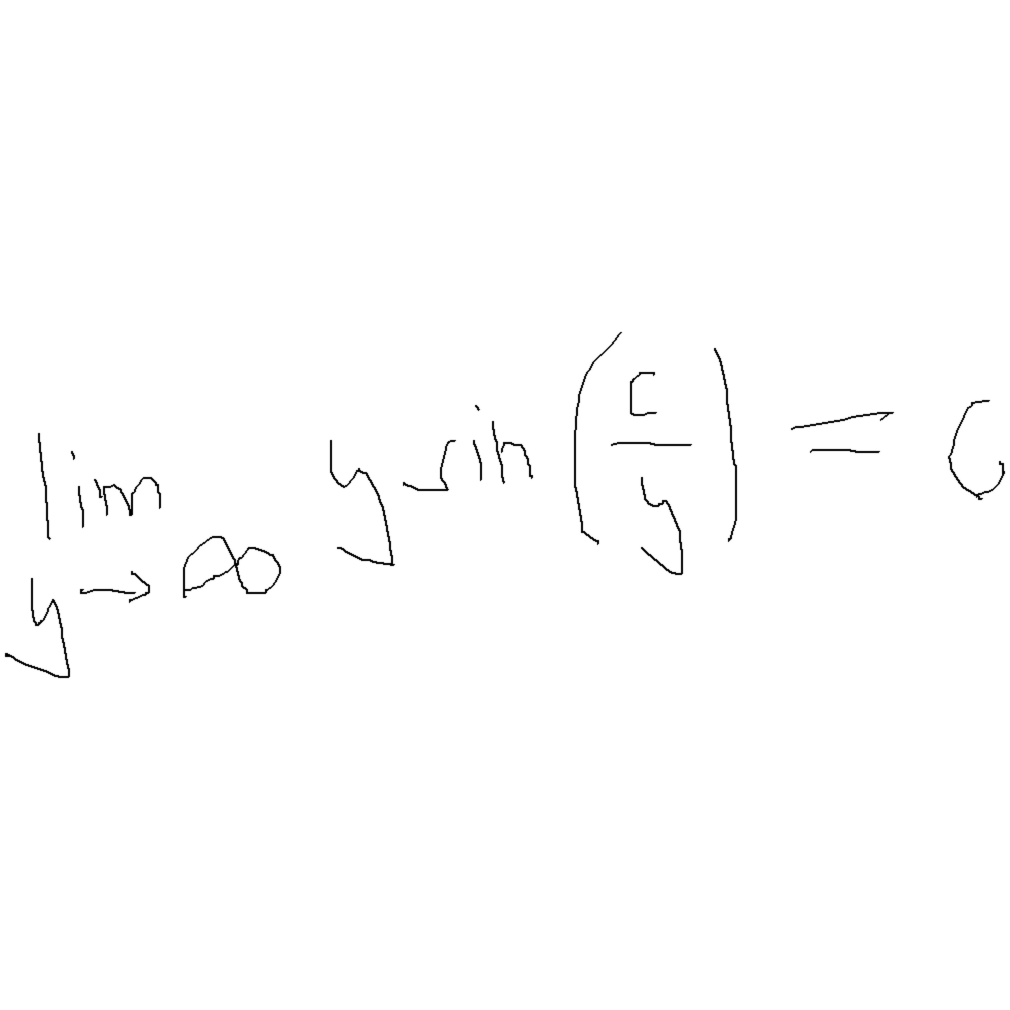 lim y sin(c/y) = c
y→∞